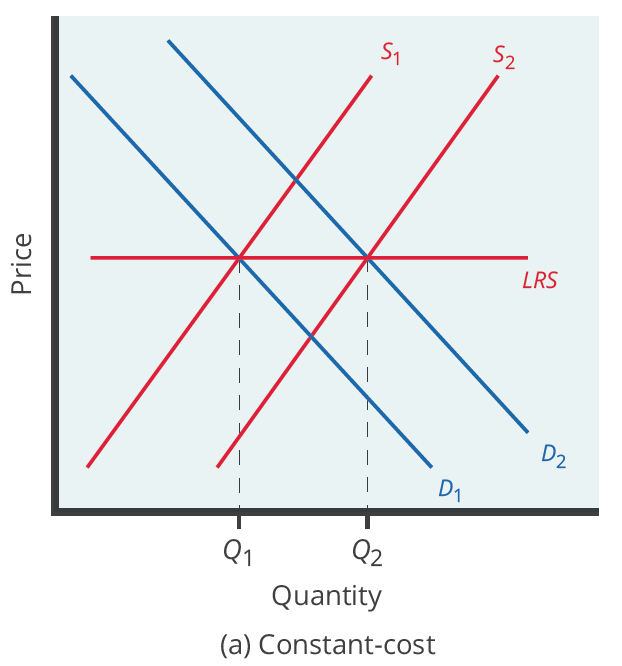 S1
S2
Price
LRS
D2
D1
Q1
Q2
Quantity
(a) Constant-cost